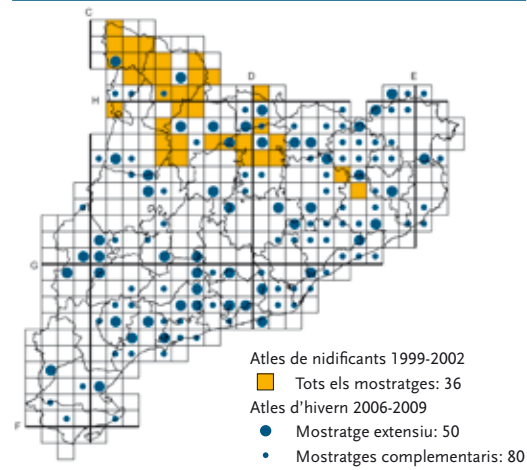 C
D
E
H
G
F
Atles de nidificants 1999-2002
Tots els mostratges: 36
Atles d'hivern 2006-2009
Mostratge extensiu: 50
Mostratges complementaris: 80